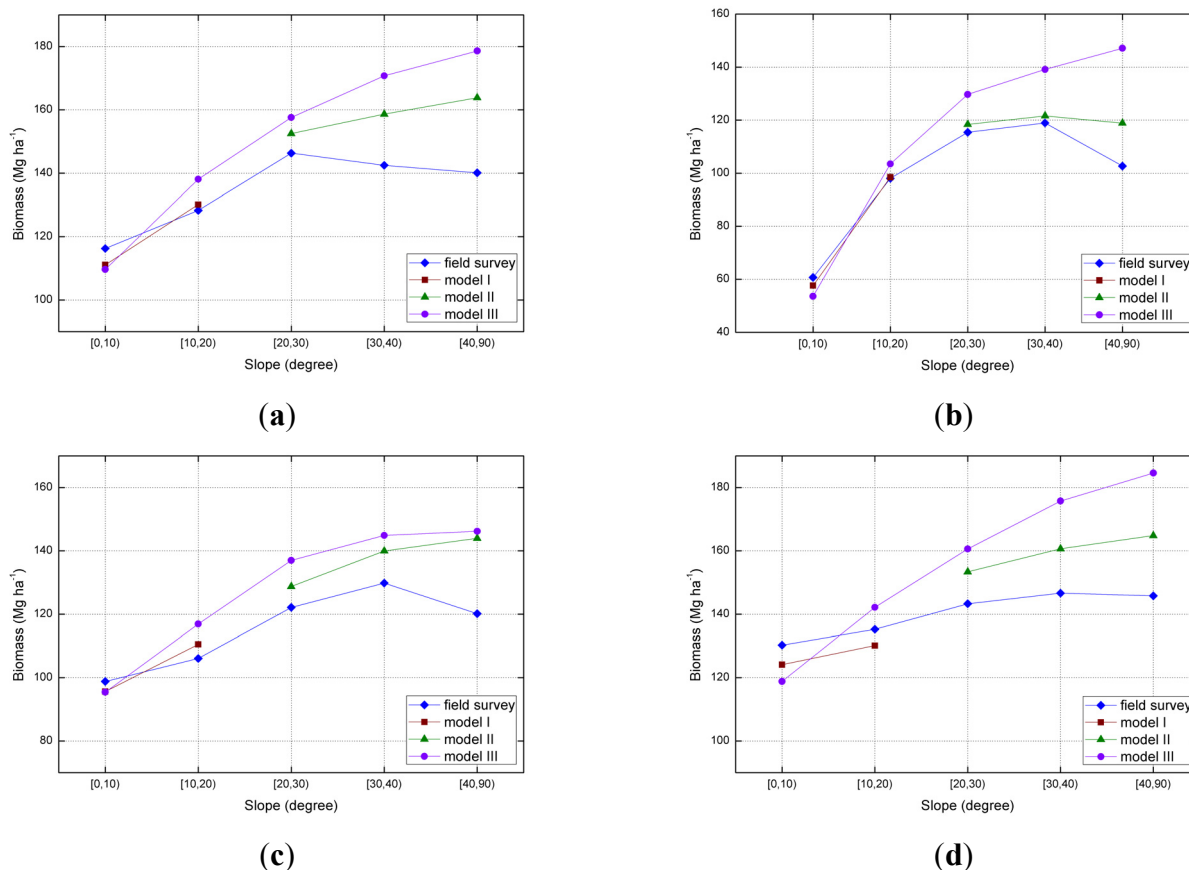 180
160
140
120
100
Biomass (Mg ha⁻¹)
field survey
model I
model II
model III
[0,10) [10,20) [20,30) [30,40) [40,90)
Slope (degree)
(a)
160
140
120
100
80
60
40
Biomass (Mg ha⁻¹)
field survey
model I
model II
model III
[0,10) [10,20) [20,30) [30,40) [40,90)
Slope (degree)
(b)
160
140
120
100
80
Biomass (Mg ha⁻¹)
field survey
model I
model II
model III
[0,10) [10,20) [20,30) [30,40) [40,90)
Slope (degree)
(c)
180
160
140
120
100
Biomass (Mg ha⁻¹)
field survey
model I
model II
model III
[0,10) [10,20) [20,30) [30,40) [40,90)
Slope (degree)
(d)